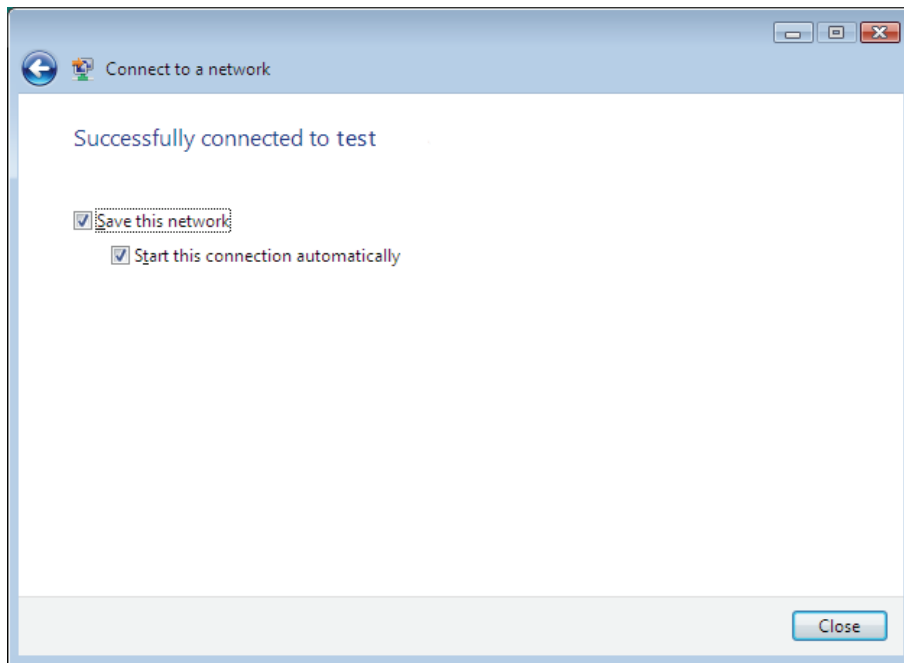 Connect to a network
Successfully connected to test
Save this network
Start this connection automatically
Close